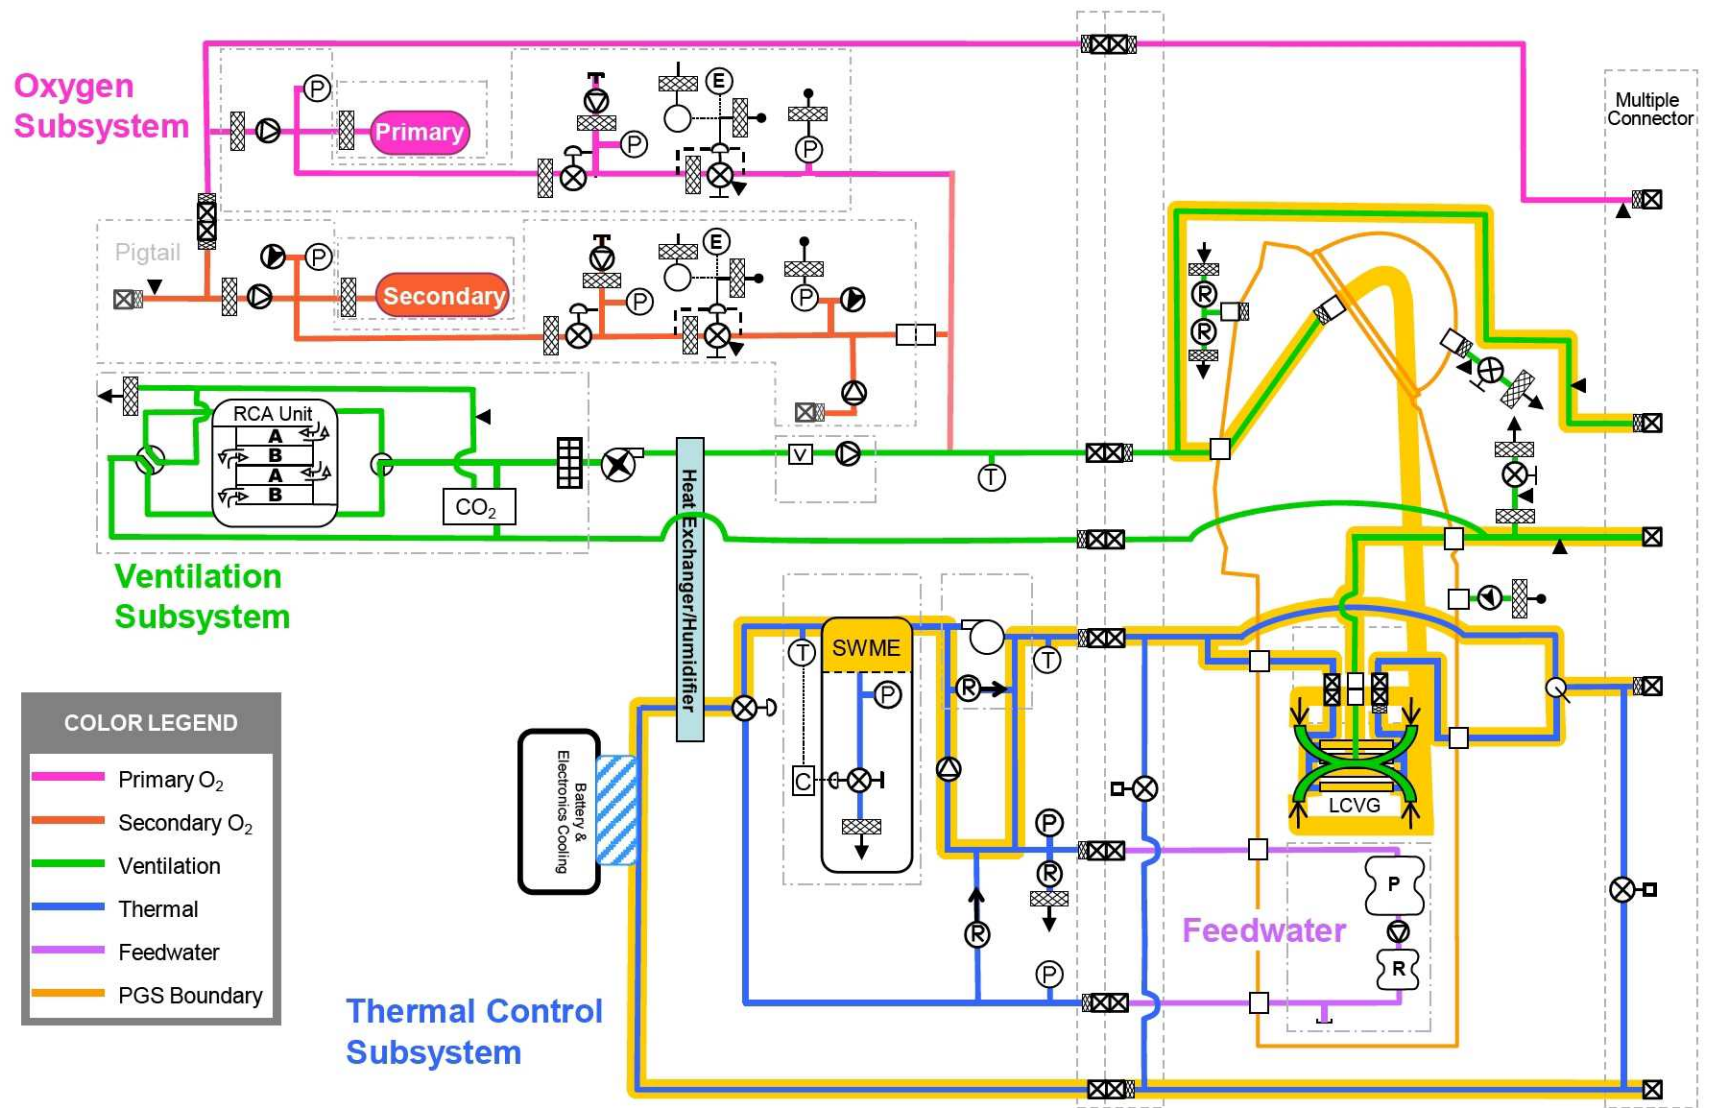 Oxygen
Subsystem
P
Primary
P
E
P
Multiple
Connector
Pigtail
P
Secondary
P
E
P
R
R
RCA Unit
A
B
A
B
CO2
V
T
Heat Exchanger/Humidifier
Ventilation
Subsystem
T
SWME
P
C
R
T
Battery &
Electronics Cooling
LCVG
COLOR LEGEND
Primary O2
Secondary O2
Ventilation
Thermal
Feedwater
PGS Boundary
P
R
R
P
P
R
Feedwater
Thermal Control
Subsystem